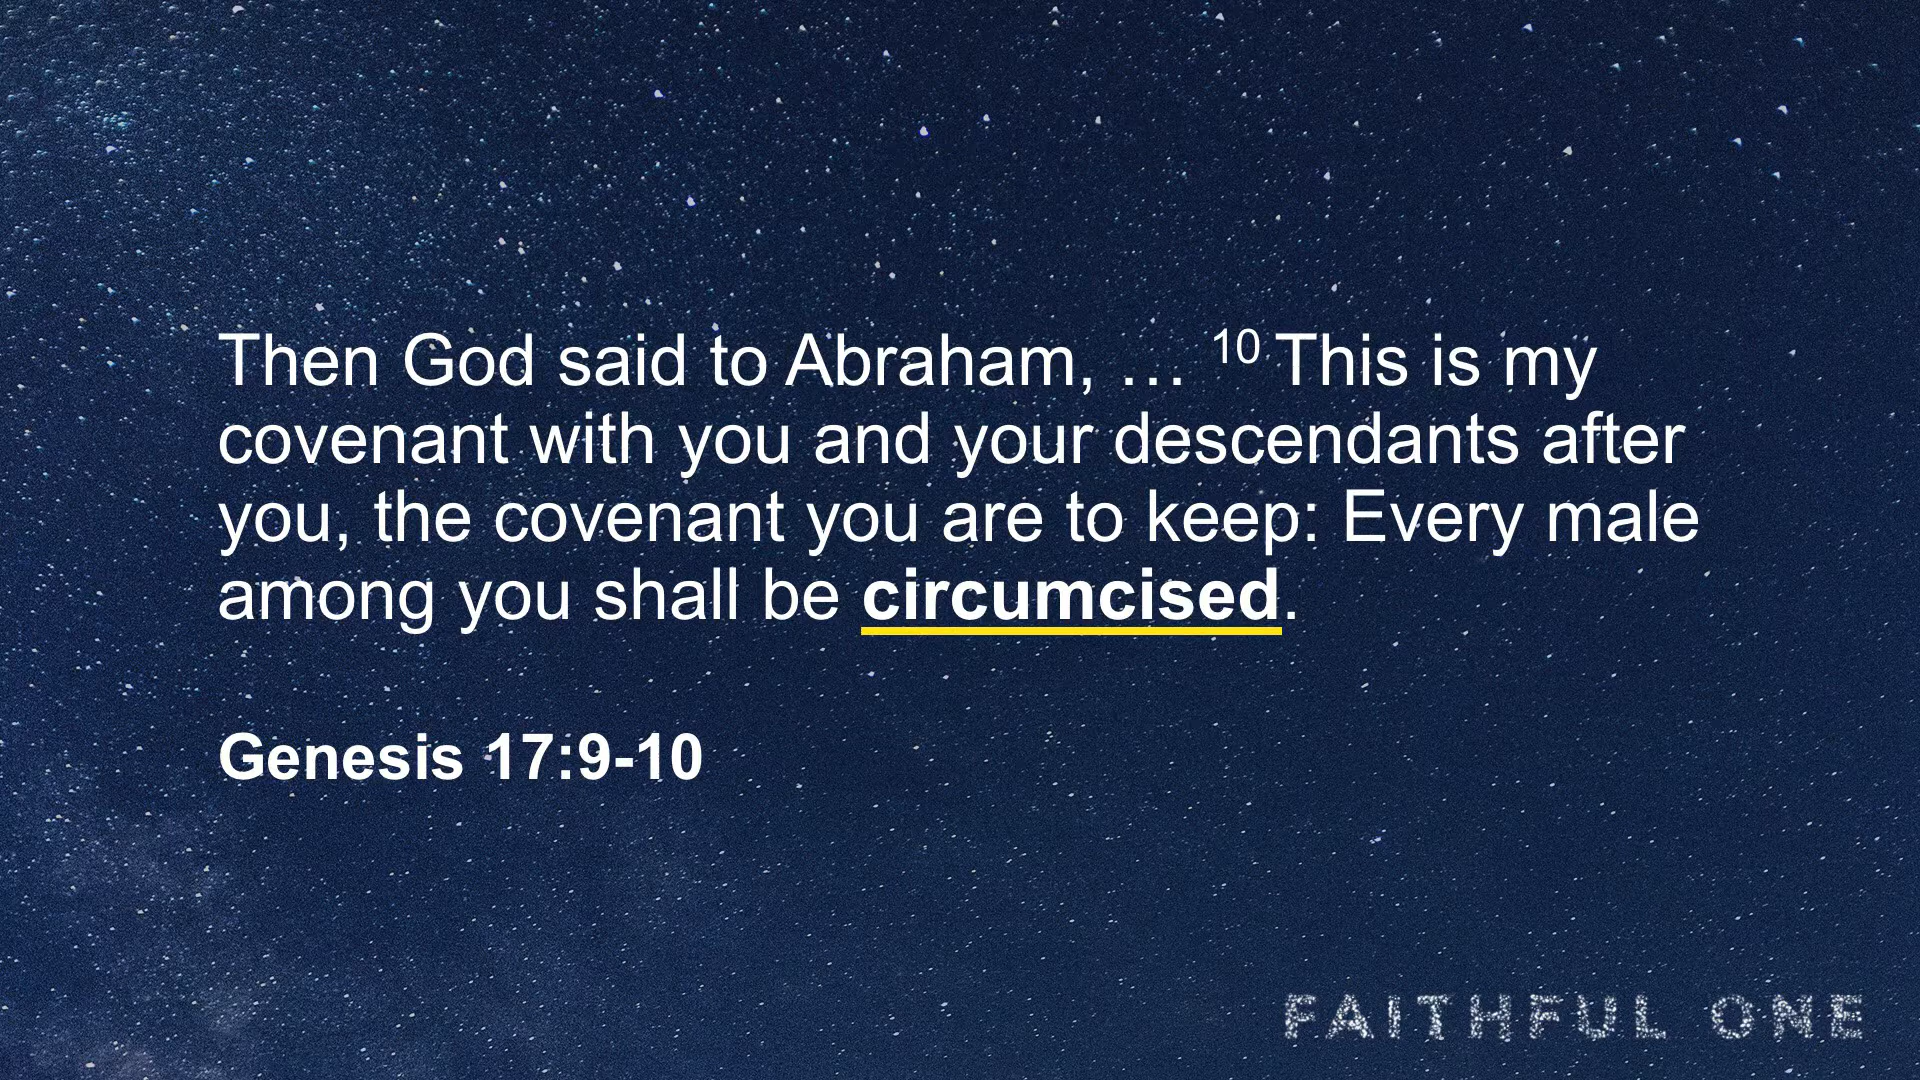 Then God said to Abraham, … ¹⁰ This is my
covenant with you and your descendants after
you, the covenant you are to keep: Every male
among you shall be circumcised.
Genesis 17:9-10
FAITHFUL ONE